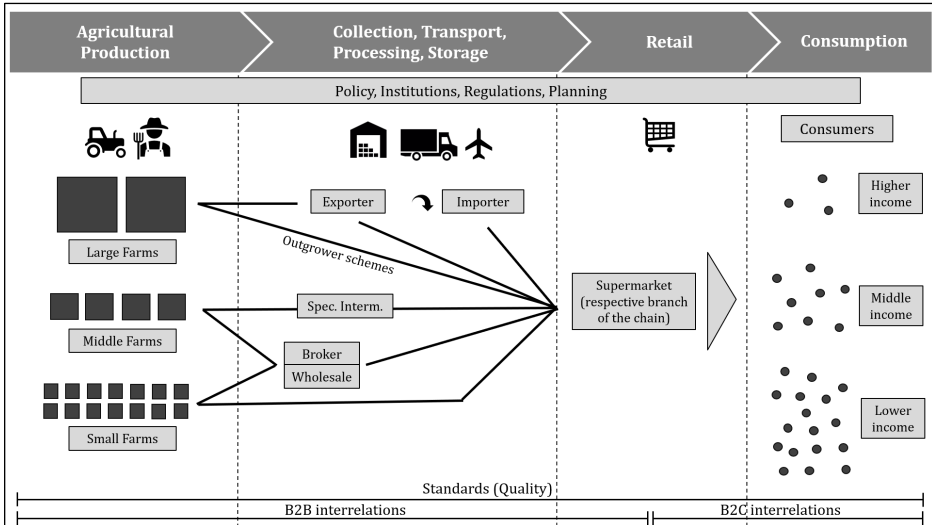 Agricultural
Production
Collection, Transport,
Processing, Storage
Retail
Consumption
Policy, Institutions, Regulations, Planning
Consumers
Exporter
Importer
Higher
income
Large Farms
Outgrower schemes
Supermarket
(respective branch
of the chain)
Middle
income
Spec. Interm.
Middle Farms
Broker
Wholesale
Small Farms
Lower
income
Standards (Quality)
B2B interrelations
B2C interrelations